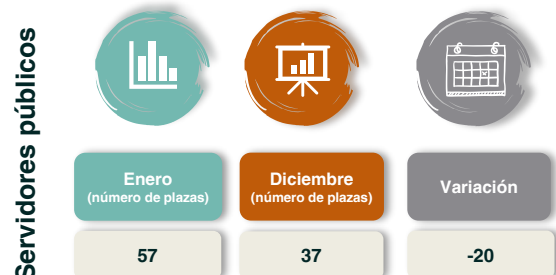 Servidores públicos
Enero
(número de plazas)
Diciembre
(número de plazas)
Variación
57
37
-20